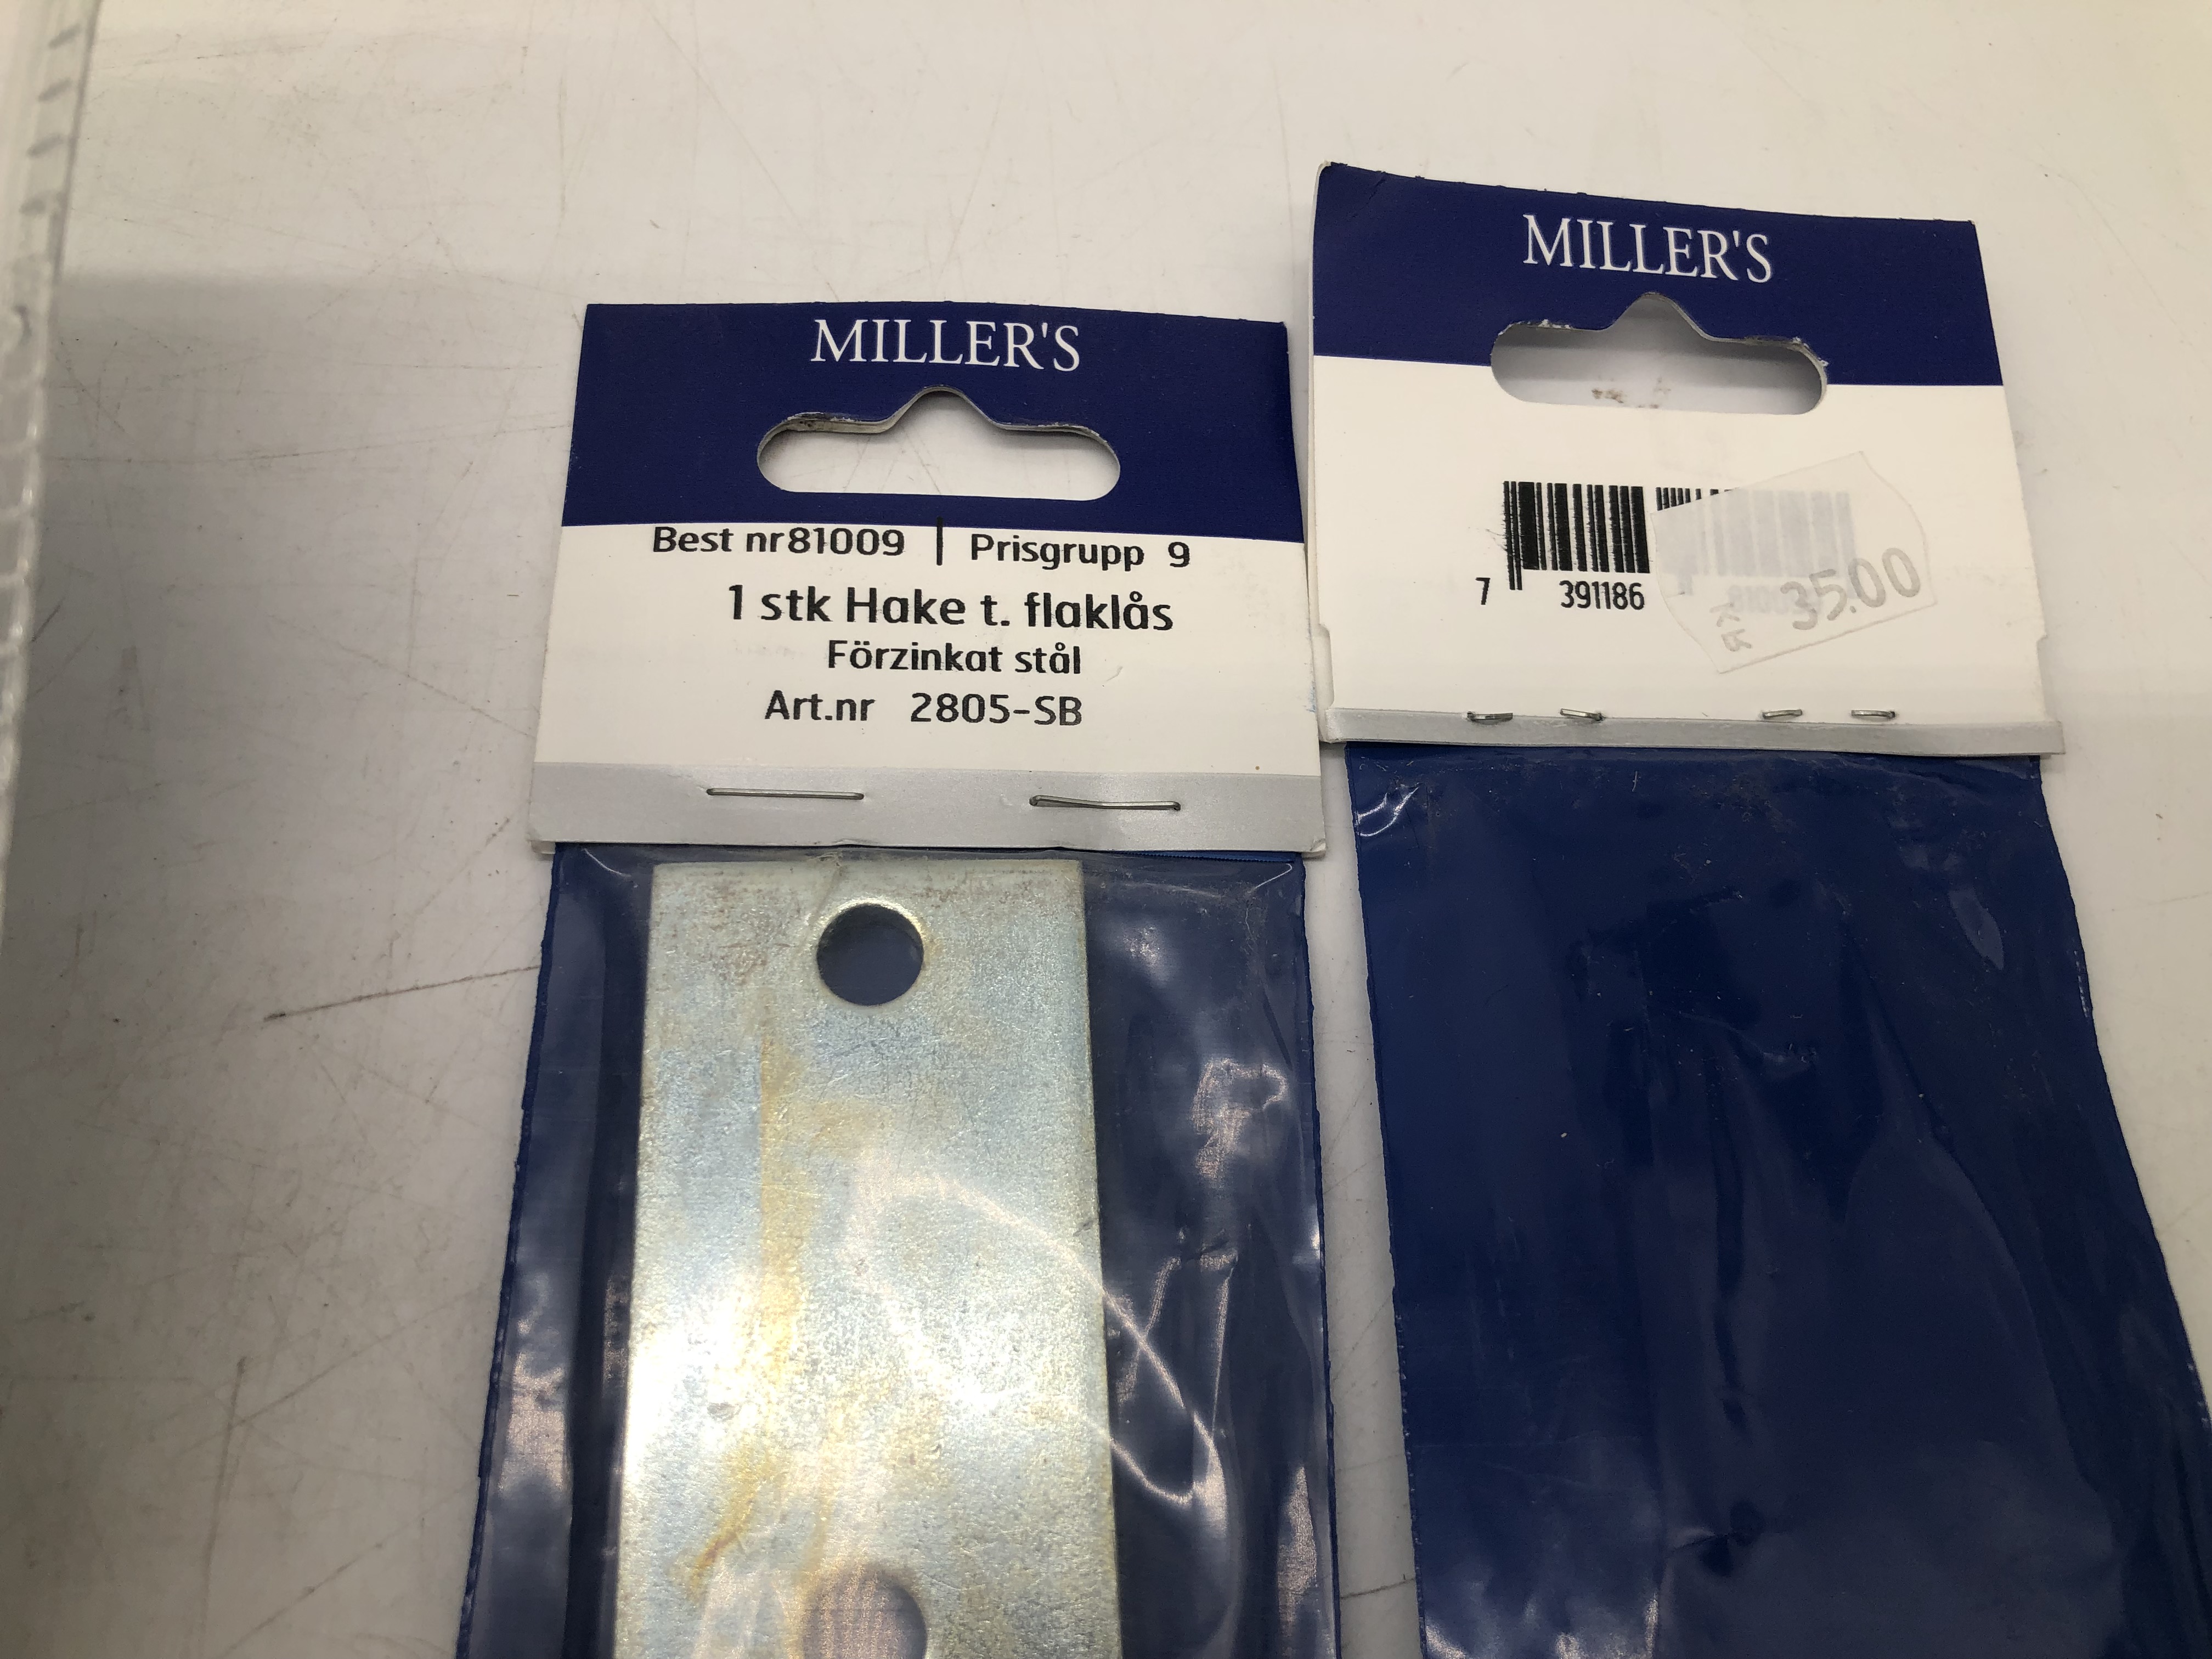 MILLER'S
Best nr81009 | Prisgrupp 9
1 stk Hake t. flaklås
Förzinkat stål
Art.nr 2805-SB
MILLER'S
7 391186
KR 35.00